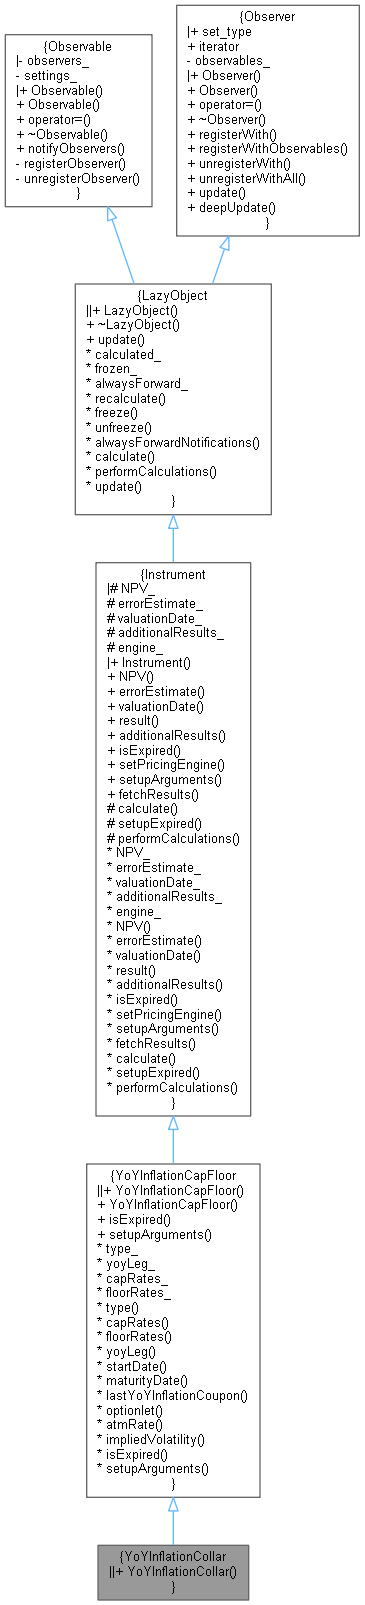 {Observable
|- observers_
- settings_
|+ Observable()
+ Observable()
+ operator=()
+ ~Observable()
+ notifyObservers()
- registerObserver()
- unregisterObserver()
}
{Observer
|+ set_type
+ iterator
- observables_
|+ Observer()
+ Observer()
+ operator=()
+ ~Observer()
+ registerWith()
+ registerWithObservables()
+ unregisterWith()
+ unregisterWithAll()
+ update()
+ deepUpdate()
}
{LazyObject
||+ LazyObject()
+ ~LazyObject()
+ update()
* calculated_
* frozen_
* alwaysForward_
* recalculate()
* freeze()
* unfreeze()
* alwaysForwardNotifications()
* calculate()
* performCalculations()
* update()
}
{Instrument
|# NPV_
# errorEstimate_
# valuationDate_
# additionalResults_
# engine_
|+ Instrument()
+ NPV()
+ errorEstimate()
+ valuationDate()
+ result()
+ additionalResults()
+ isExpired()
+ setPricingEngine()
+ setupArguments()
+ fetchResults()
# calculate()
# setupExpired()
# performCalculations()
* NPV_
* errorEstimate_
* valuationDate_
* additionalResults_
* engine_
* NPV()
* errorEstimate()
* valuationDate()
* result()
* additionalResults()
* isExpired()
* setPricingEngine()
* setupArguments()
* fetchResults()
* calculate()
* setupExpired()
* performCalculations()
}
{YoYInflationCapFloor
||+ YoYInflationCapFloor()
+ YoYInflationCapFloor()
+ isExpired()
+ setupArguments()
* type_
* yoyLeg_
* capRates_
* floorRates_
* type()
* capRates()
* floorRates()
* yoyLeg()
* startDate()
* maturityDate()
* lastYoYInflationCoupon()
* optionlet()
* atmRate()
* impliedVolatility()
* isExpired()
* setupArguments()
}
{YoYInflationCollar
||+ YoYInflationCollar()
}